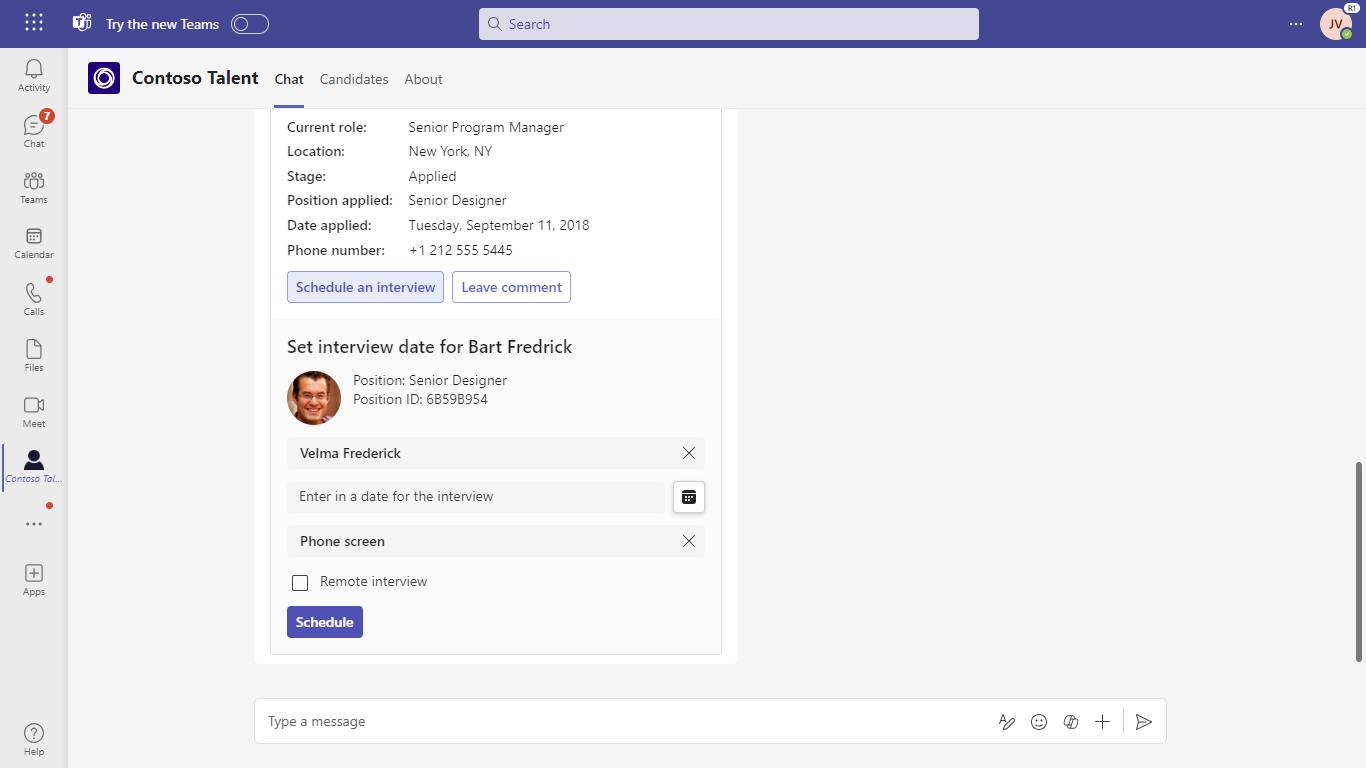 Try the new Teams
Search
R1
JV
Activity
7
Chat
Teams
Calendar
Calls
Files
Meet
Contoso Tal...
Apps
Help
Contoso Talent
Chat
Candidates
About
Current role: Senior Program Manager
Location: New York, NY
Stage: Applied
Position applied: Senior Designer
Date applied: Tuesday, September 11, 2018
Phone number: +1 212 555 5445
Schedule an interview
Leave comment
Set interview date for Bart Fredrick
Position: Senior Designer
Position ID: 6B59B954
Velma Frederick
Enter in a date for the interview
Phone screen
Remote interview
Schedule
Type a message